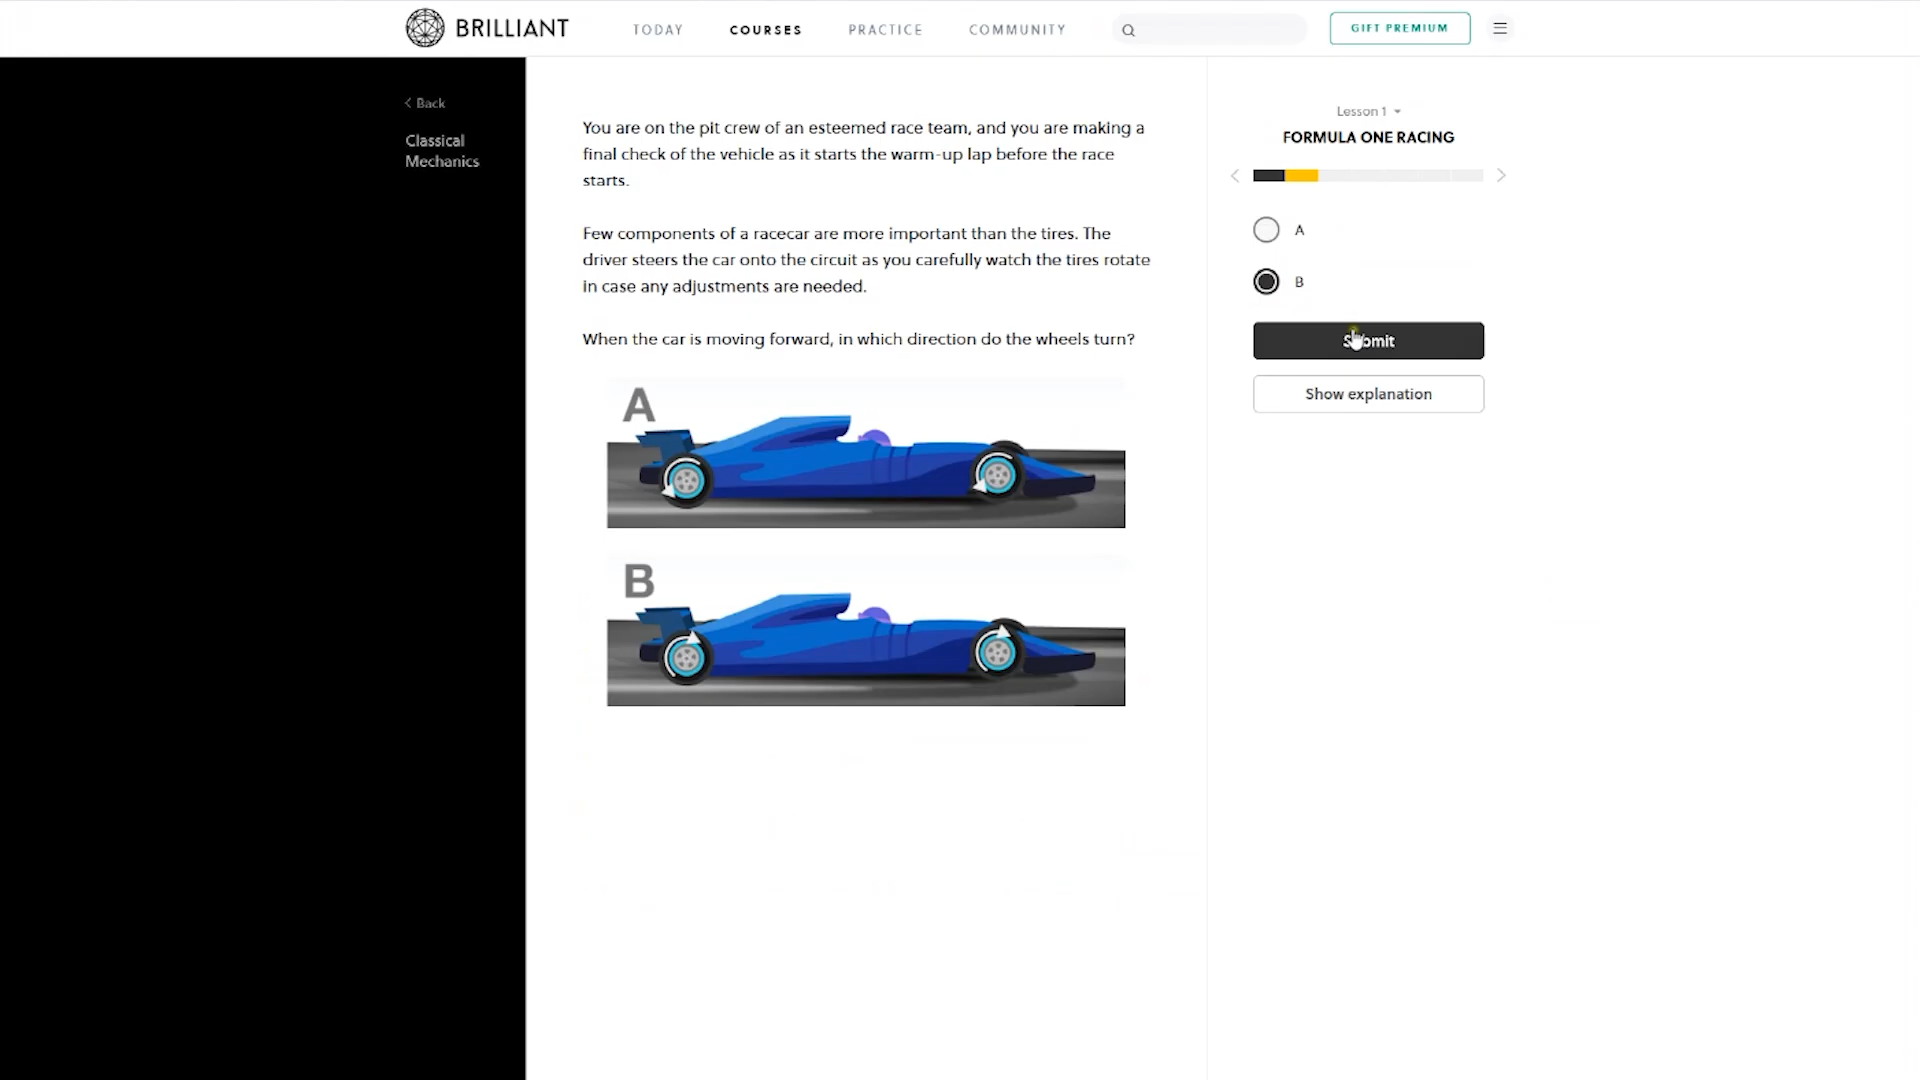 BRILLIANT
TODAY
COURSES
PRACTICE
COMMUNITY
GIFT PREMIUM
Back
Classical
Mechanics
You are on the pit crew of an esteemed race team, and you are making a
final check of the vehicle as it starts the warm-up lap before the race
starts.
Few components of a racecar are more important than the tires. The
driver steers the car onto the circuit as you carefully watch the tires rotate
in case any adjustments are needed.
When the car is moving forward, in which direction do the wheels turn?
A
B
Lesson 1
FORMULA ONE RACING
A
B
Submit
Show explanation